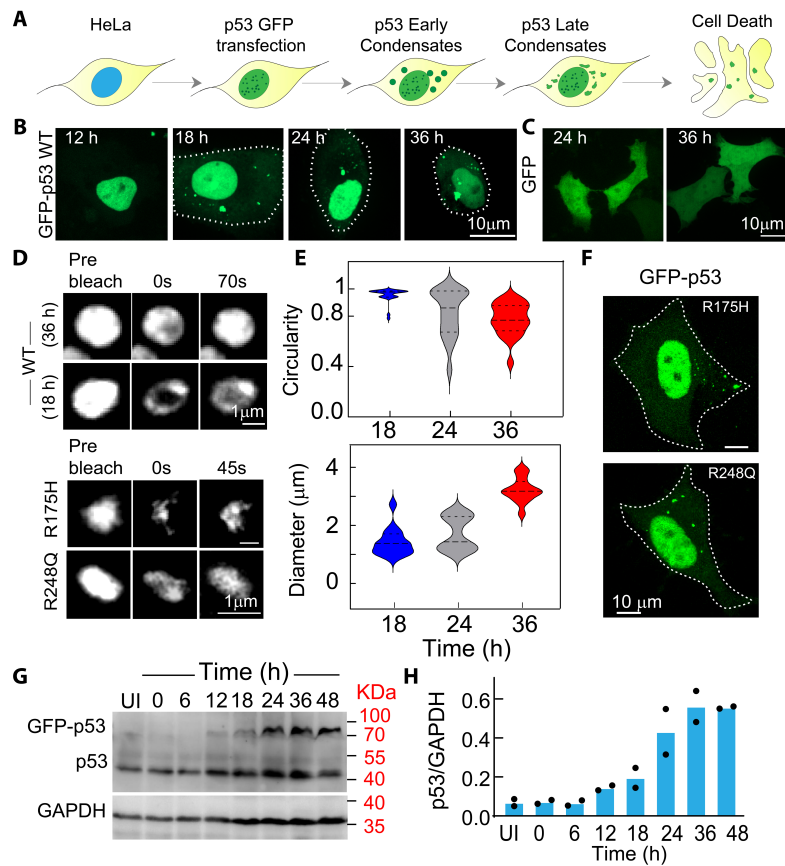 A
HeLa
p53 GFP
transfection
p53 Early
Condensates
p53 Late
Condensates
Cell Death
B
GFP-p53 WT
12 h
18 h
24 h
36 h
10μm
C
GFP
24 h
36 h
10μm
D
Pre
bleach
0s
70s
WT
(36 h)
(18 h)
1μm
Pre
bleach
0s
45s
R175H
R248Q
1μm
E
Circularity
1
0.8
0.4
0.0
18
24
36
Diameter (μm)
4
2
0
18
24
36
Time (h)
F
GFP-p53
R175H
R248Q
10 μm
G
Time (h)
UI 0 6 12 18 24 36 48
KDa
GFP-p53
p53
GAPDH
100
70
55
40
40
35
H
p53/GAPDH
0.6
0.4
0.2
0.0
UI 0 6 12 18 24 36 48
Time (h)